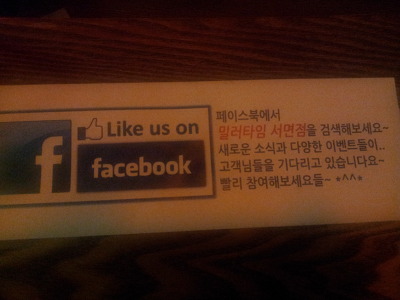 f
Like us on
facebook
페이스북에서
밀러타임 서면점을 검색해보세요~
새로운 소식과 다양한 이벤트들이..
고객님들을 기다리고 있습니다요~
빨리 참여해보세요들~ *^^*